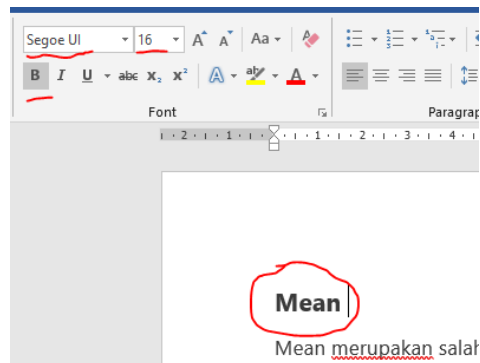 Segoe UI 16 A A Aa
B I U abc X₂ X² A aby A
Font Paragrap
2 1 1 2 3 4
Mean
Mean merupakan salah